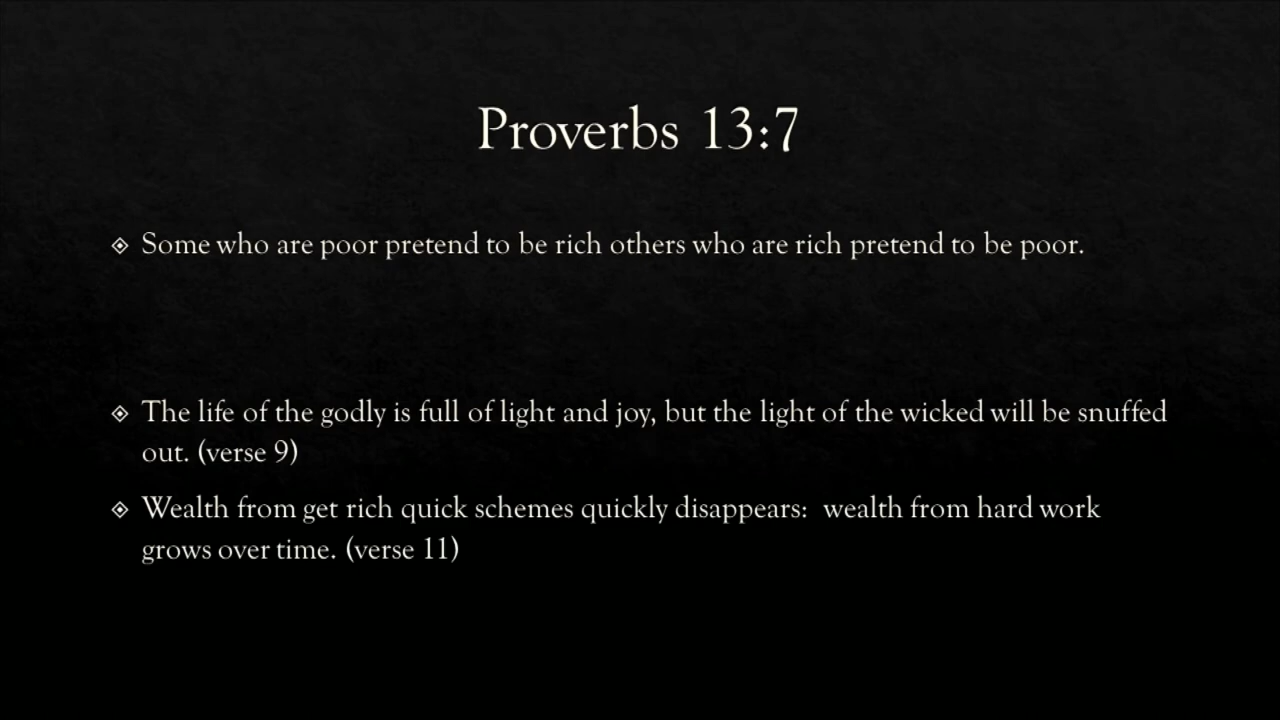 Proverbs 13:7
Some who are poor pretend to be rich others who are rich pretend to be poor.
The life of the godly is full of light and joy, but the light of the wicked will be snuffed
out. (verse 9)
Wealth from get rich quick schemes quickly disappears:  wealth from hard work
grows over time. (verse 11)